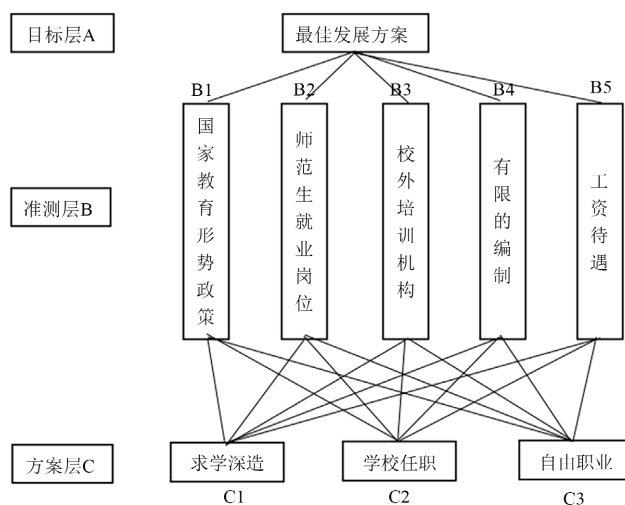 目标层A
最佳发展方案
B1
B2
B3
B4
B5
国家教育形势政策
师范生就业岗位
校外培训机构
有限的编制
工资待遇
准测层B
方案层C
求学深造
学校任职
自由职业
C1
C2
C3